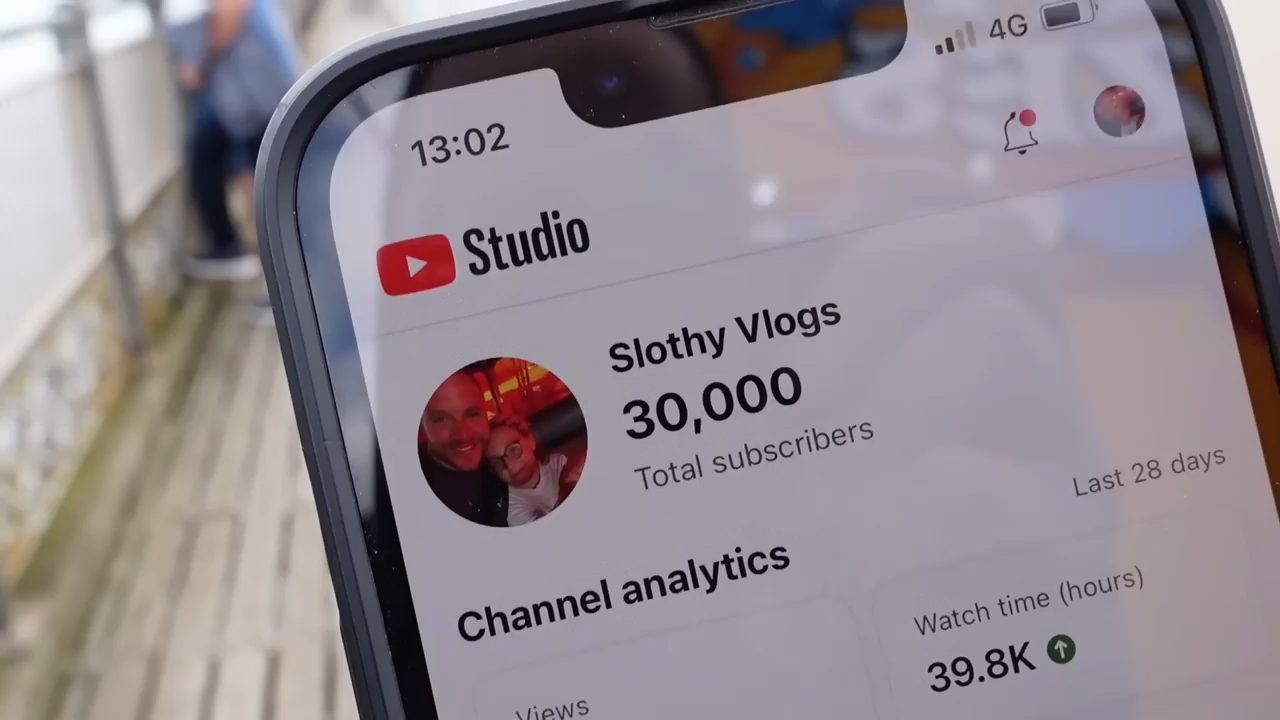 13:02
4G
Studio
Slothy Vlogs
30,000
Total subscribers
Last 28 days
Channel analytics
Views
Watch time (hours)
39.8K